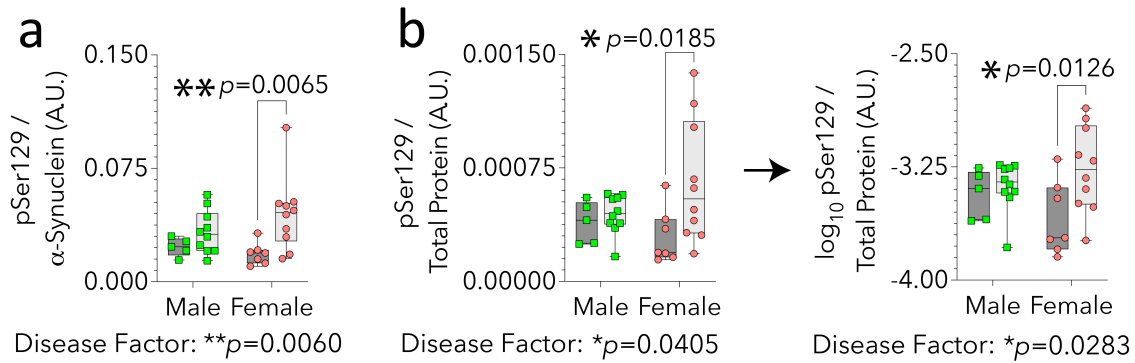 a
pSer129 /
α-Synuclein (A.U.)
0.150
0.075
0.000
** p=0.0065
Male Female
Disease Factor: **p=0.0060
b
pSer129 /
Total Protein (A.U.)
0.00150
0.00075
0.00000
* p=0.0185
Male Female
Disease Factor: *p=0.0405
log10 pSer129 /
Total Protein (A.U.)
-2.50
-3.25
-4.00
* p=0.0126
Male Female
Disease Factor: *p=0.0283